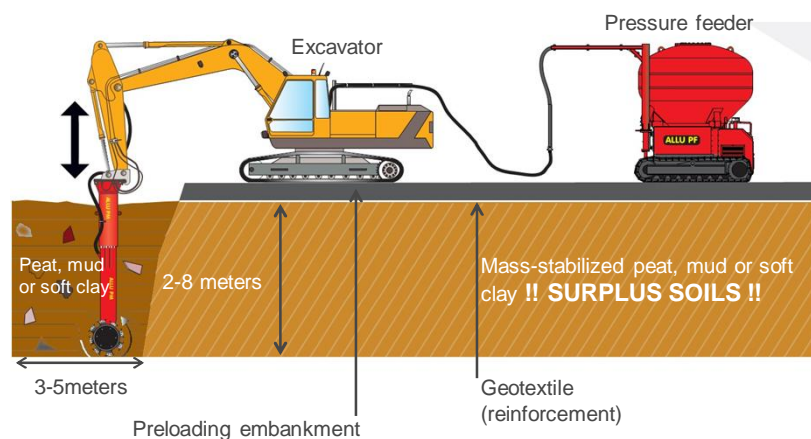 Pressure feeder
Excavator
ALLU PF
Peat, mud
or soft clay
2-8 meters
Mass-stabilized peat, mud or soft
clay !! SURPLUS SOILS !!
3-5meters
Geotextile
(reinforcement)
Preloading embankment